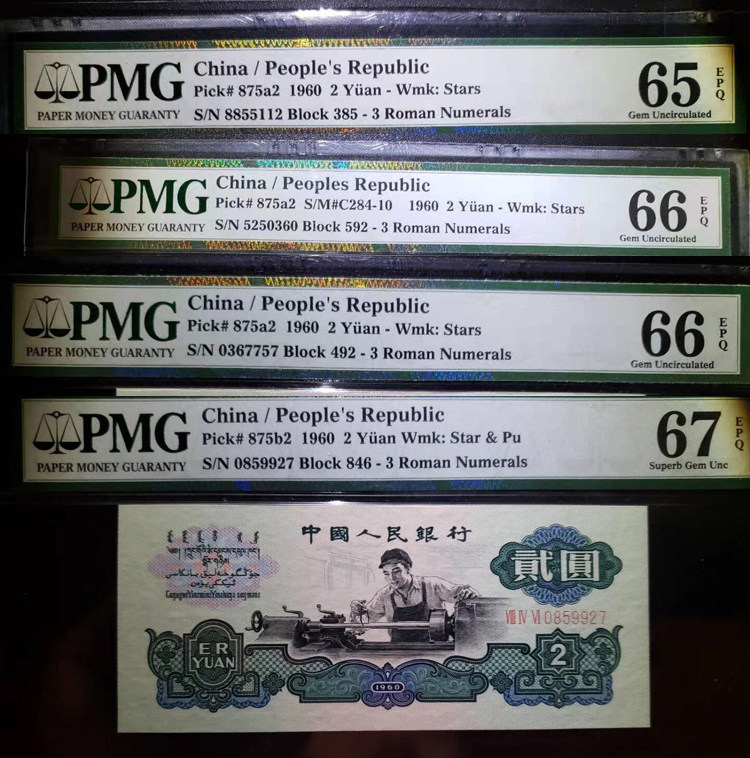 PMG
PAPER MONEY GUARANTY
China / People's Republic
Pick# 875a2 1960 2 Yüan - Wmk: Stars
S/N 8855112 Block 385 - 3 Roman Numerals
65
EPQ
Gem Uncirculated
PMG
PAPER MONEY GUARANTY
China / Peoples Republic
Pick# 875a2 S/M#C284-10 1960 2 Yüan - Wmk: Stars
S/N 5250360 Block 592 - 3 Roman Numerals
66
EPQ
Gem Uncirculated
PMG
PAPER MONEY GUARANTY
China / People's Republic
Pick# 875a2 1960 2 Yüan - Wmk: Stars
S/N 0367757 Block 492 - 3 Roman Numerals
66
EPQ
Gem Uncirculated
PMG
PAPER MONEY GUARANTY
China / People's Republic
Pick# 875b2 1960 2 Yüan Wmk: Star & Pu
S/N 0859927 Block 846 - 3 Roman Numerals
67
EPQ
Superb Gem Unc
中國人民銀行
貳圓
VIII IV VI 0859927
ER
YUAN
2
1960